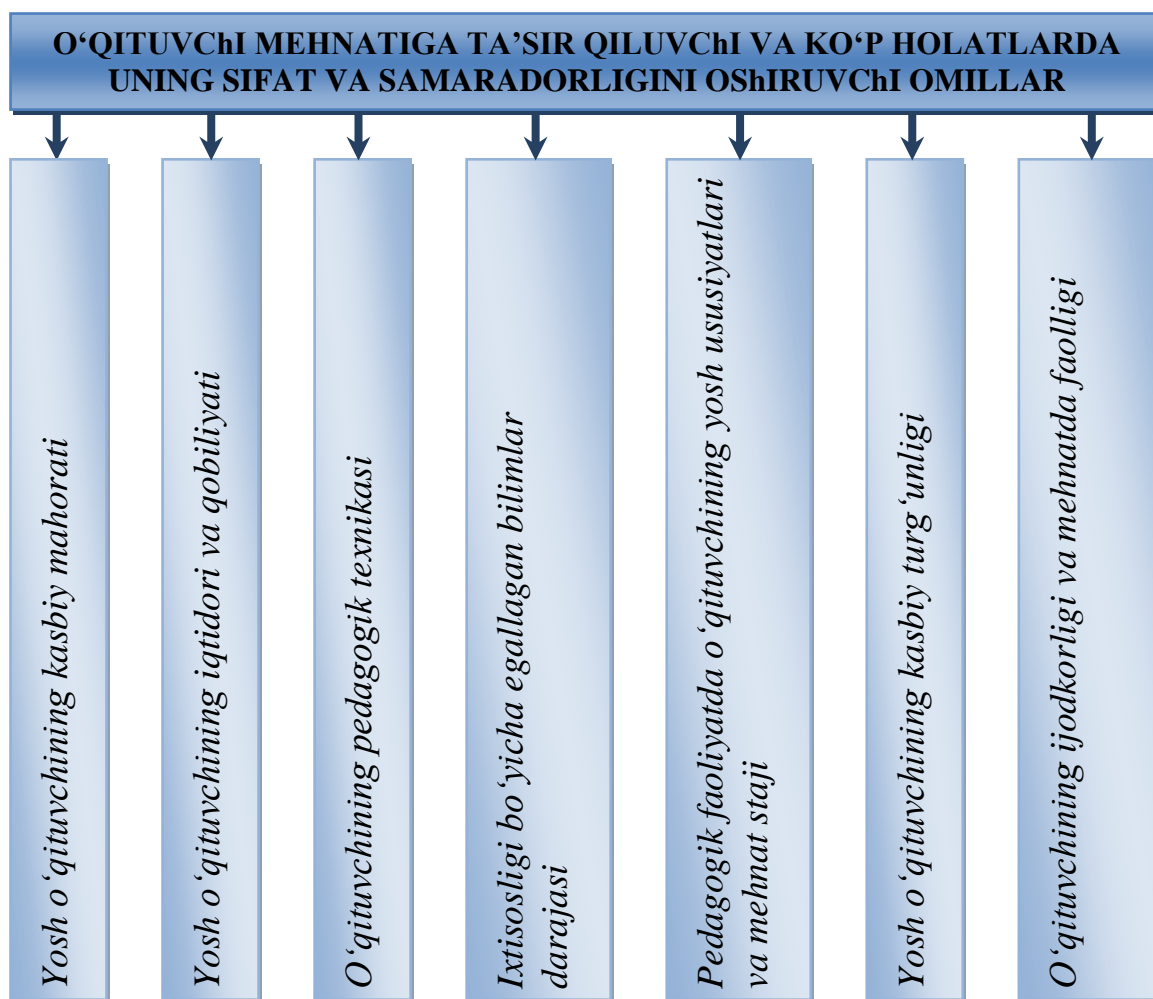 O‘QITUVChI MEHNATIGA TA’SIR QILUVChI VA KO‘P HOLATLARDA
UNING SIFAT VA SAMARADORLIGINI OShIRUVChI OMILLAR
Yosh o‘qituvchining kasbiy mahorati
Yosh o‘qituvchining iqtidori va qobiliyati
O‘qituvchining pedagogik texnikasi
Ixtisosligi bo‘yicha egallagan bilimlar
darajasi
Pedagogik faoliyatda o‘qituvchining yosh ususiyatlari
va mehnat staji
Yosh o‘qituvchining kasbiy turg‘unligi
O‘qituvchining ijodkorligi va mehnatda faolligi